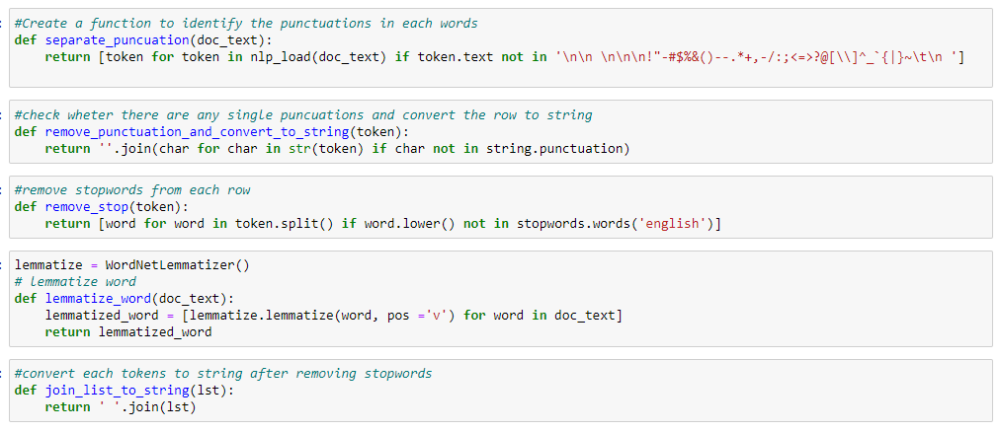 #Create a function to identify the punctuations in each words
def separate_puncuation(doc_text):
    return [token for token in nlp_load(doc_text) if token.text not in '\n\n \n\n\n!"-#$%&()--.*+,-/:;<=>?@[\\]^_`{|}~\t\n ']
#check wheter there are any single puncuations and convert the row to string
def remove_punctuation_and_convert_to_string(token):
    return ''.join(char for char in str(token) if char not in string.punctuation)
#remove stopwords from each row
def remove_stop(token):
    return [word for word in token.split() if word.lower() not in stopwords.words('english')]
lemmatize = WordNetLemmatizer()
# lemmatize word
def lemmatize_word(doc_text):
    lemmatized_word = [lemmatize.lemmatize(word, pos ='v') for word in doc_text]
    return lemmatized_word
#convert each tokens to string after removing stopwords
def join_list_to_string(lst):
    return ' '.join(lst)